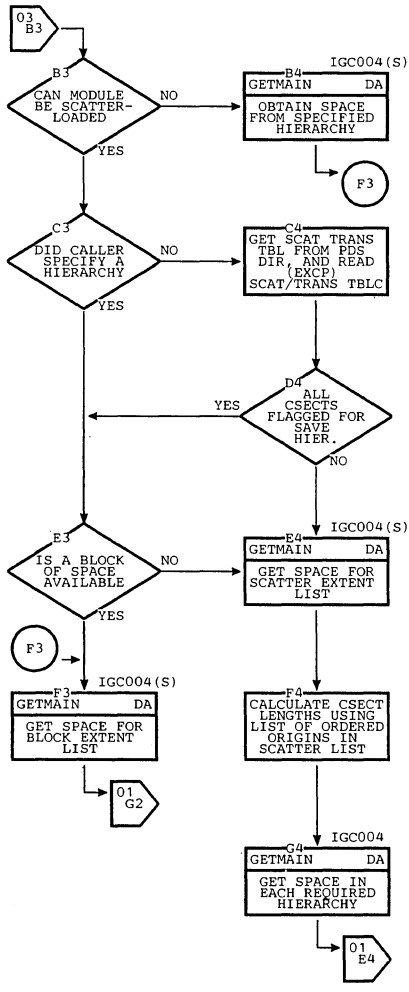 03
B3
B3
CAN MODULE
BE SCATTER-
LOADED
NO
YES
IGC004(S)
B4
GETMAIN DA
OBTAIN SPACE
FROM SPECIFIED
HIERARCHY
F3
C3
DID CALLER
SPECIFY A
HIERARCHY
NO
YES
C4
GET SCAT TRANS
TBL FROM PDS
DIR, AND READ
(EXCP)
SCAT/TRANS TBLC
D4
ALL
CSECTS
FLAGGED FOR
SAVE
HIER.
YES
NO
E3
IS A BLOCK
OF SPACE
AVAILABLE
NO
YES
IGC004(S)
E4
GETMAIN DA
GET SPACE FOR
SCATTER EXTENT
LIST
F3
IGC004(S)
F3
GETMAIN DA
GET SPACE FOR
BLOCK EXTENT
LIST
01
G2
F4
CALCULATE CSECT
LENGTHS USING
LIST OF ORDERED
ORIGINS IN
SCATTER LIST
IGC004
G4
GETMAIN DA
GET SPACE IN
EACH REQUIRED
HIERARCHY
01
E4